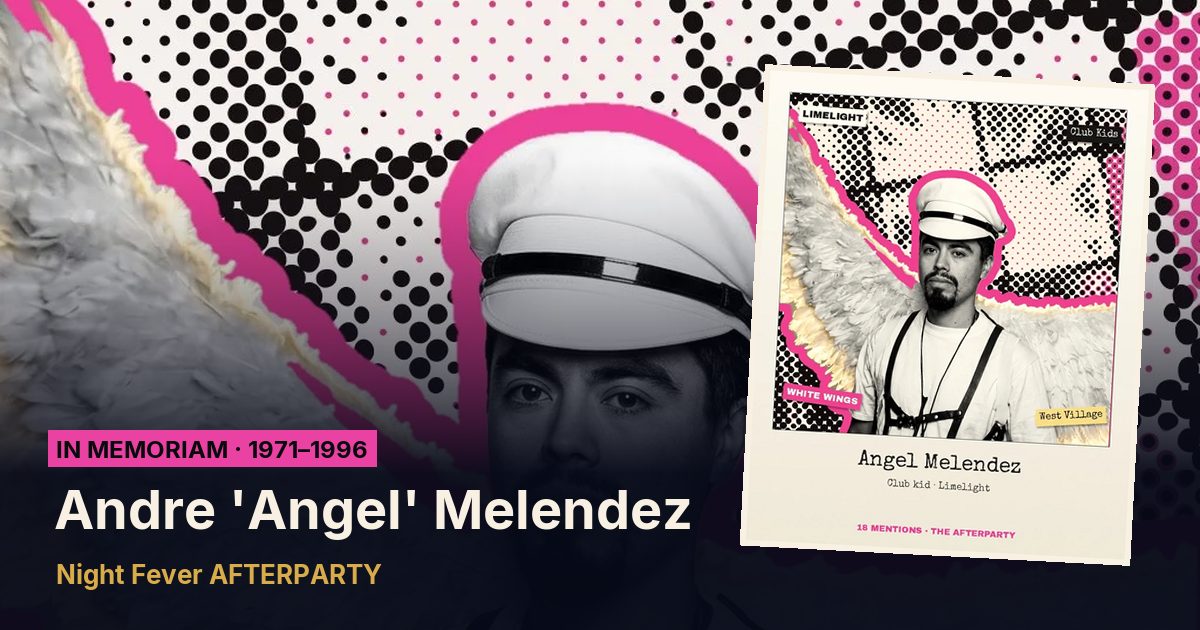 IN MEMORIAM · 1971–1996
Andre 'Angel' Melendez
Night Fever AFTERPARTY
LIMELIGHT
Club Kids
WHITE WINGS
West Village
Angel Melendez
Club kid · Limelight
18 MENTIONS · THE AFTERPARTY